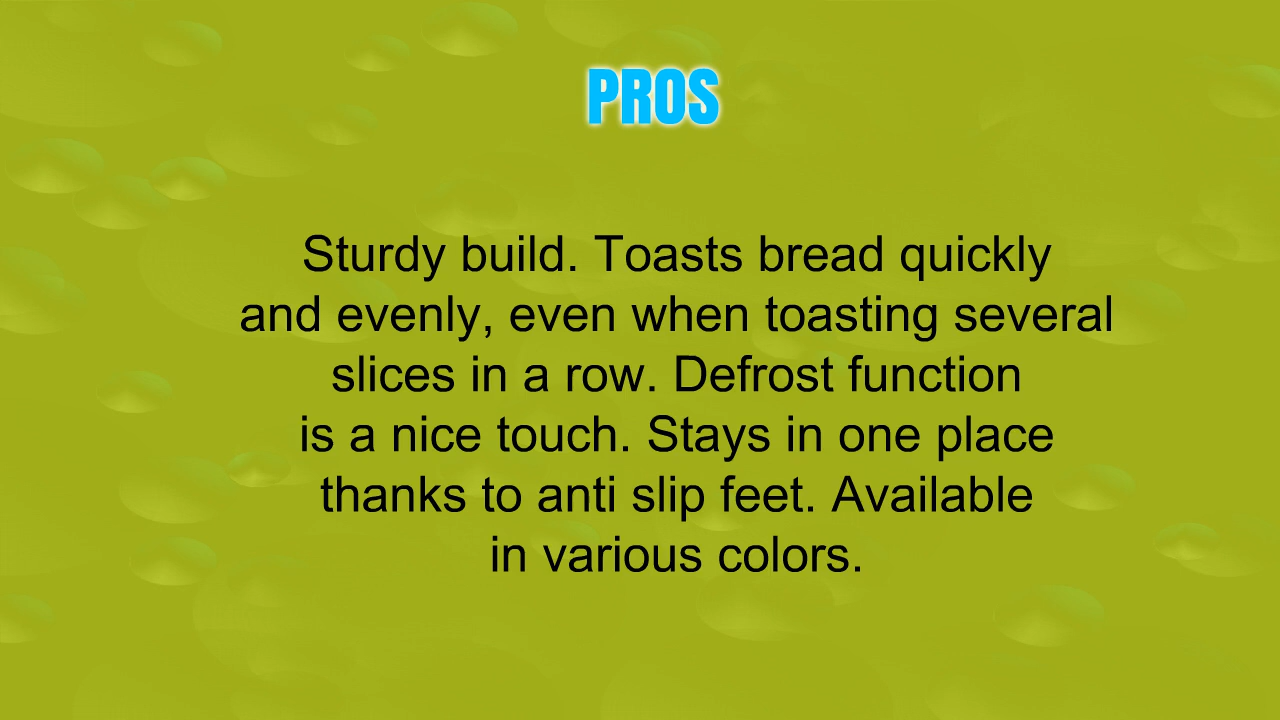 PROS
Sturdy build. Toasts bread quickly
and evenly, even when toasting several
slices in a row. Defrost function
is a nice touch. Stays in one place
thanks to anti slip feet. Available
in various colors.